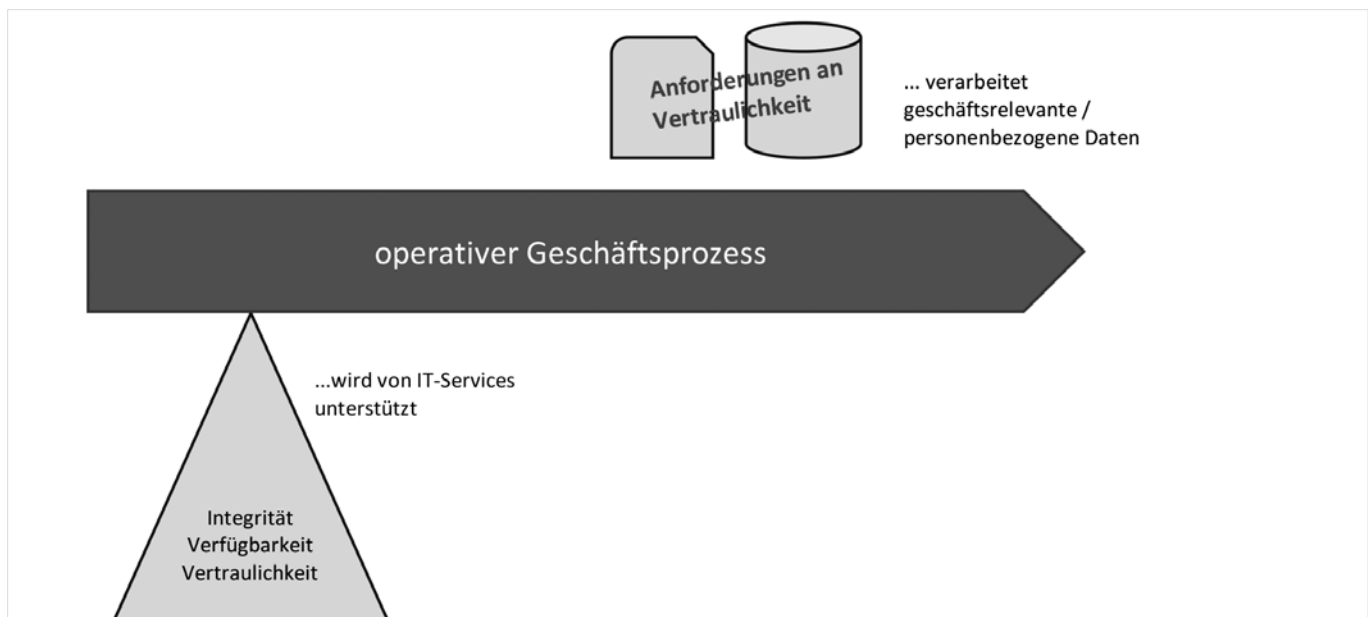 Anforderungen an
Vertraulichkeit
... verarbeitet
geschäftsrelevante /
personenbezogene Daten
operativer Geschäftsprozess
...wird von IT-Services
unterstützt
Integrität
Verfügbarkeit
Vertraulichkeit